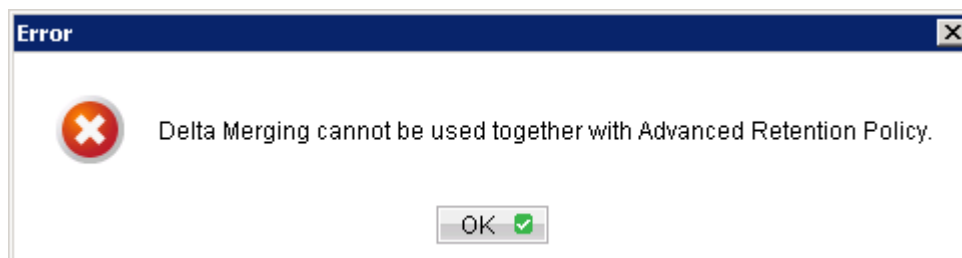 Error
Delta Merging cannot be used together with Advanced Retention Policy.
OK